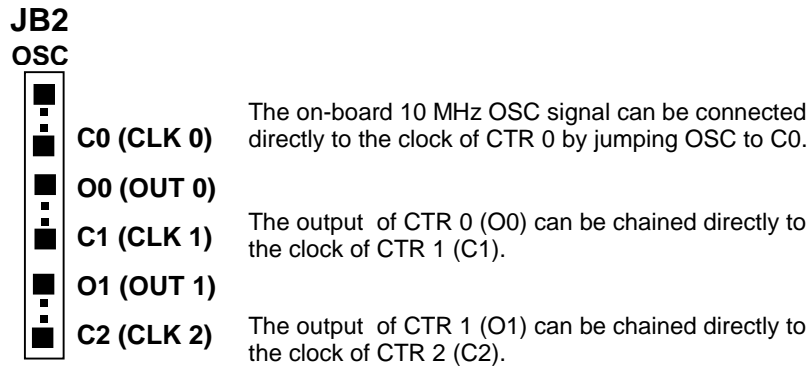 JB2
OSC
C0 (CLK 0)
The on-board 10 MHz OSC signal can be connected
directly to the clock of CTR 0 by jumping OSC to C0.
O0 (OUT 0)
C1 (CLK 1)
The output of CTR 0 (O0) can be chained directly to
the clock of CTR 1 (C1).
O1 (OUT 1)
C2 (CLK 2)
The output of CTR 1 (O1) can be chained directly to
the clock of CTR 2 (C2).